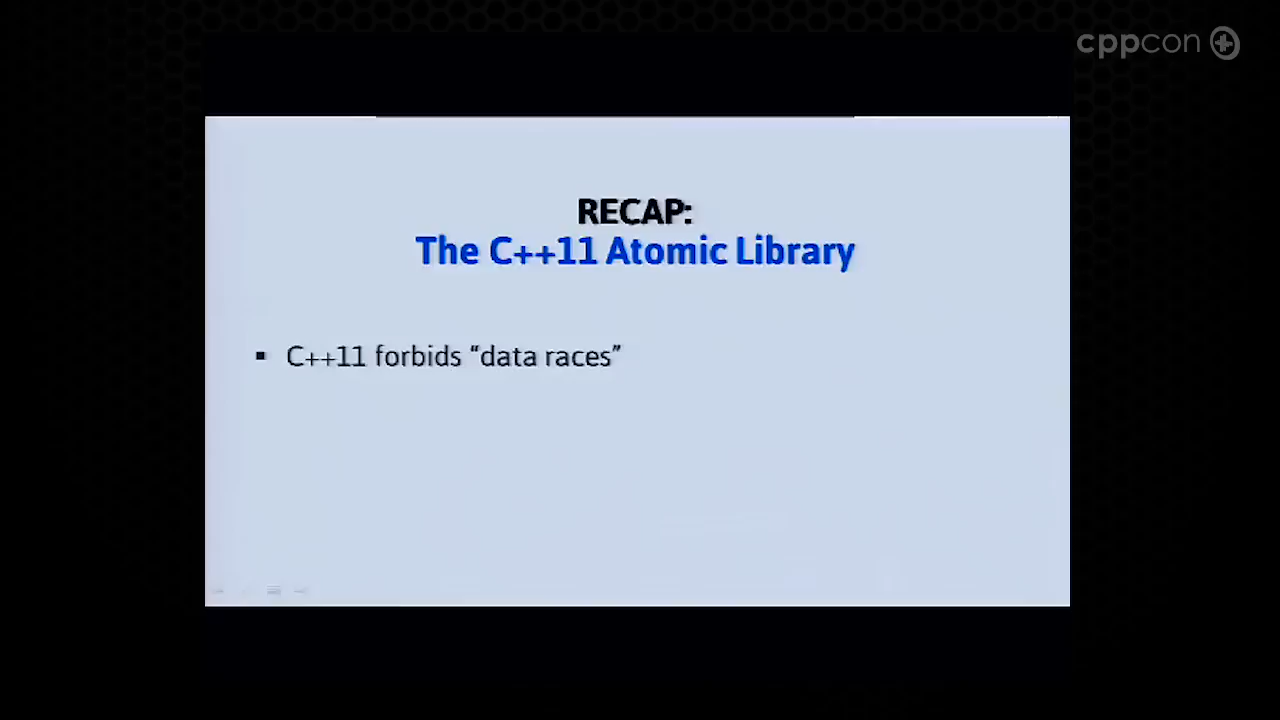 cppcon
RECAP:
The C++11 Atomic Library
▪ C++11 forbids “data races”